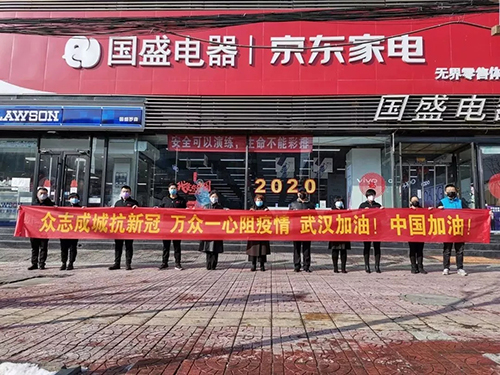 国盛电器 京东家电
无界零售体
LAWSON
国盛电器
安全可以演练，生命不能彩排
vivo
2020
众志成城抗新冠 万众一心阻疫情 武汉加油！ 中国加油！